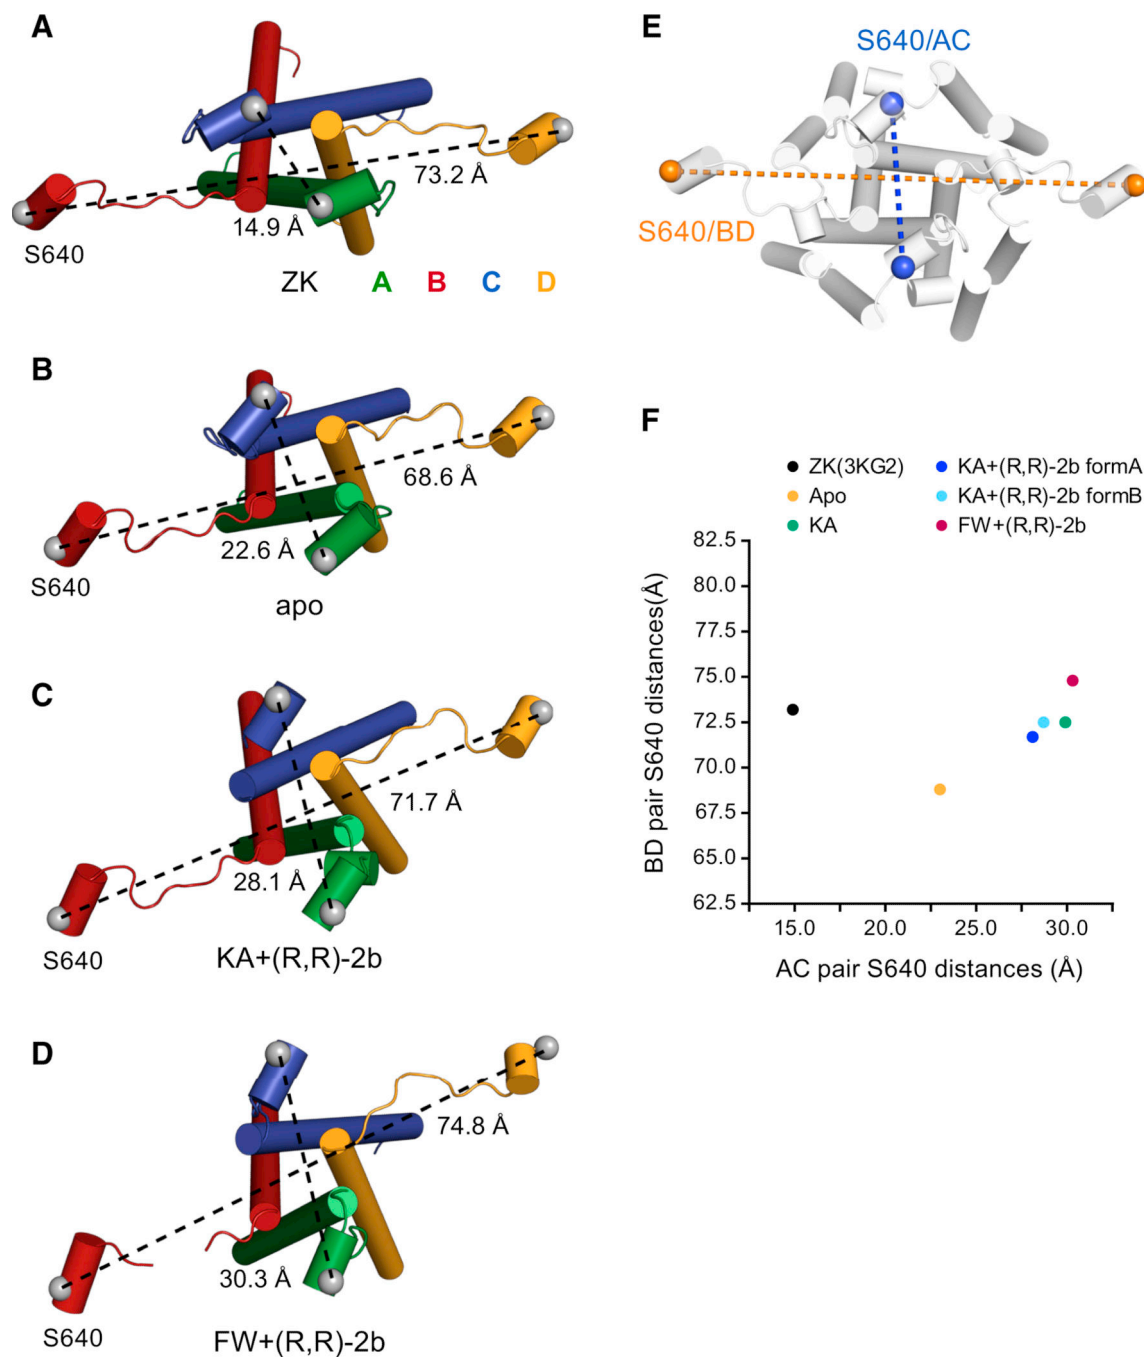 A
73.2 Å
14.9 Å
S640
ZK A B C D
B
68.6 Å
22.6 Å
S640
apo
C
71.7 Å
28.1 Å
S640
KA+(R,R)-2b
D
74.8 Å
30.3 Å
S640
FW+(R,R)-2b
E
S640/AC
S640/BD
F
ZK(3KG2)
Apo
KA
KA+(R,R)-2b formA
KA+(R,R)-2b formB
FW+(R,R)-2b
BD pair S640 distances(Å)
82.5
80.0
77.5
75.0
72.5
70.0
67.5
65.0
62.5
15.0 20.0 25.0 30.0
AC pair S640 distances (Å)